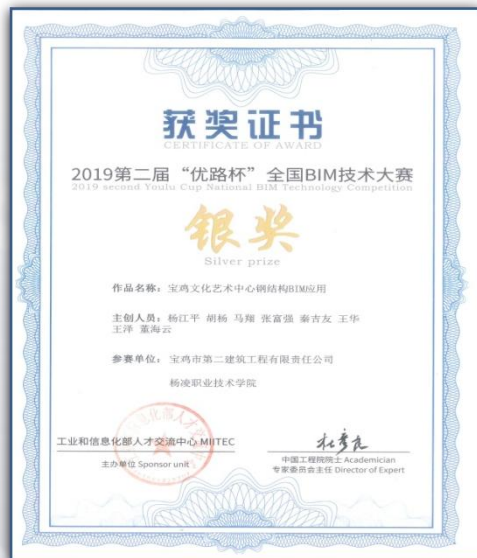 获奖证书
CERTIFICATE OF AWARD
2019第二届“优路杯”全国BIM技术大赛
2019 second Youlu Cup National BIM Technology Competition
银奖
Silver prize
作品名称：宝鸡文化艺术中心钢结构BIM应用
主创人员：杨江平 胡杨 马翔 张富强 秦吉友 王华
王泽 董海云
参赛单位：宝鸡市第二建筑工程有限责任公司
杨凌职业技术学院
工业和信息化部人才交流中心 MIITEC
主办单位 Sponsor unit
中国工程院院士 Academician
专家委员会主任 Director of Expert